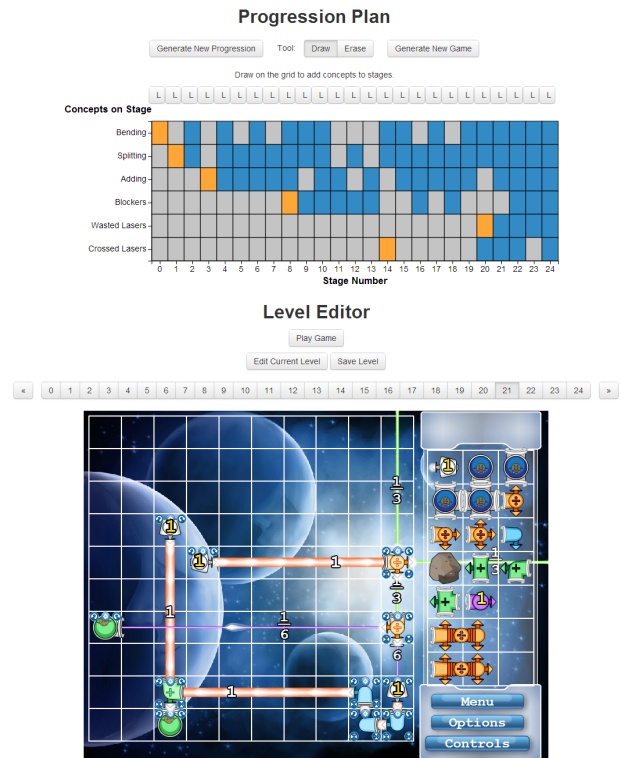 Progression Plan
Generate New Progression Tool: Draw Erase Generate New Game
Draw on the grid to add concepts to stages.
L L L L L L L L L L L L L L L L L L L L L L L L L
Concepts on Stage
Bending
Splitting
Adding
Blockers
Wasted Lasers
Crossed Lasers
0 1 2 3 4 5 6 7 8 9 10 11 12 13 14 15 16 17 18 19 20 21 22 23 24
Stage Number
Level Editor
Play Game
Edit Current Level Save Level
« 0 1 2 3 4 5 6 7 8 9 10 11 12 13 14 15 16 17 18 19 20 21 22 23 24 »
1
1
3
1
1 1
1
3
1
3
1
1
1
6
6
1
1
Menu
Options
Controls